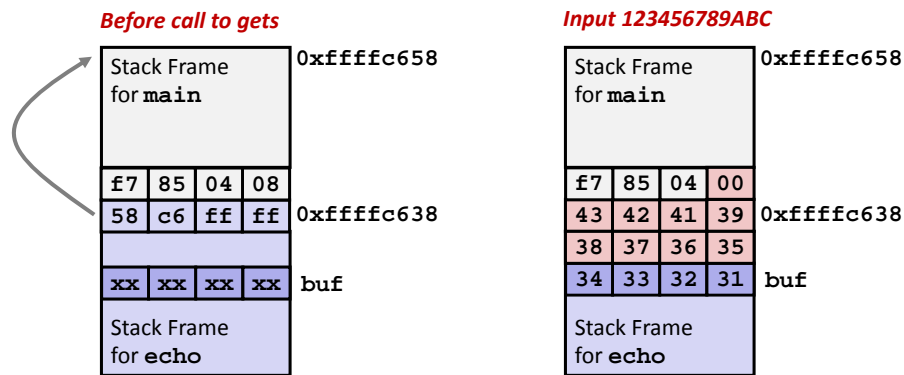 Before call to gets
Stack Frame
for main
0xffffc658
f7 85 04 08
58 c6 ff ff
0xffffc638
xx xx xx xx
buf
Stack Frame
for echo
Input 123456789ABC
Stack Frame
for main
0xffffc658
f7 85 04 00
43 42 41 39
0xffffc638
38 37 36 35
34 33 32 31
buf
Stack Frame
for echo